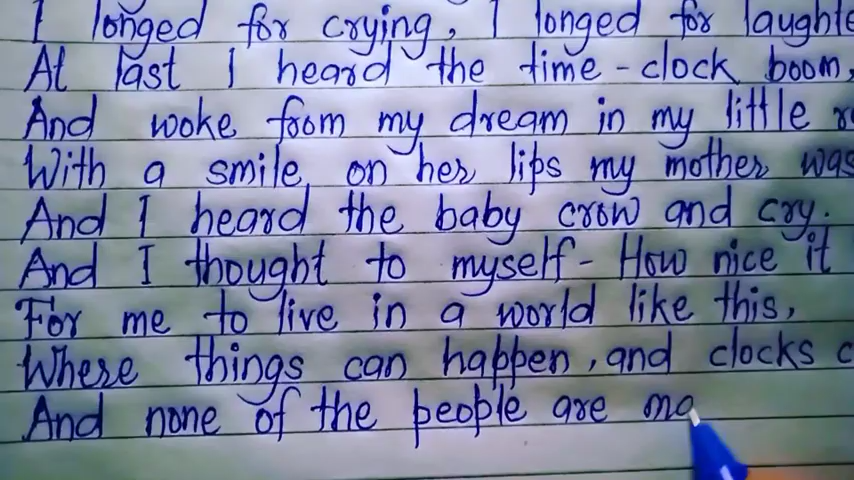 I longed for crying, I longed for laughte
At last I heard the time-clock boom,
And woke from my dream in my little r
With a smile on her lips my mother was
And I heard the baby crow and cry.
And I thought to myself- How nice it
For me to live in a world like this,
Where things can happen, and clocks c
And none of the people are ma